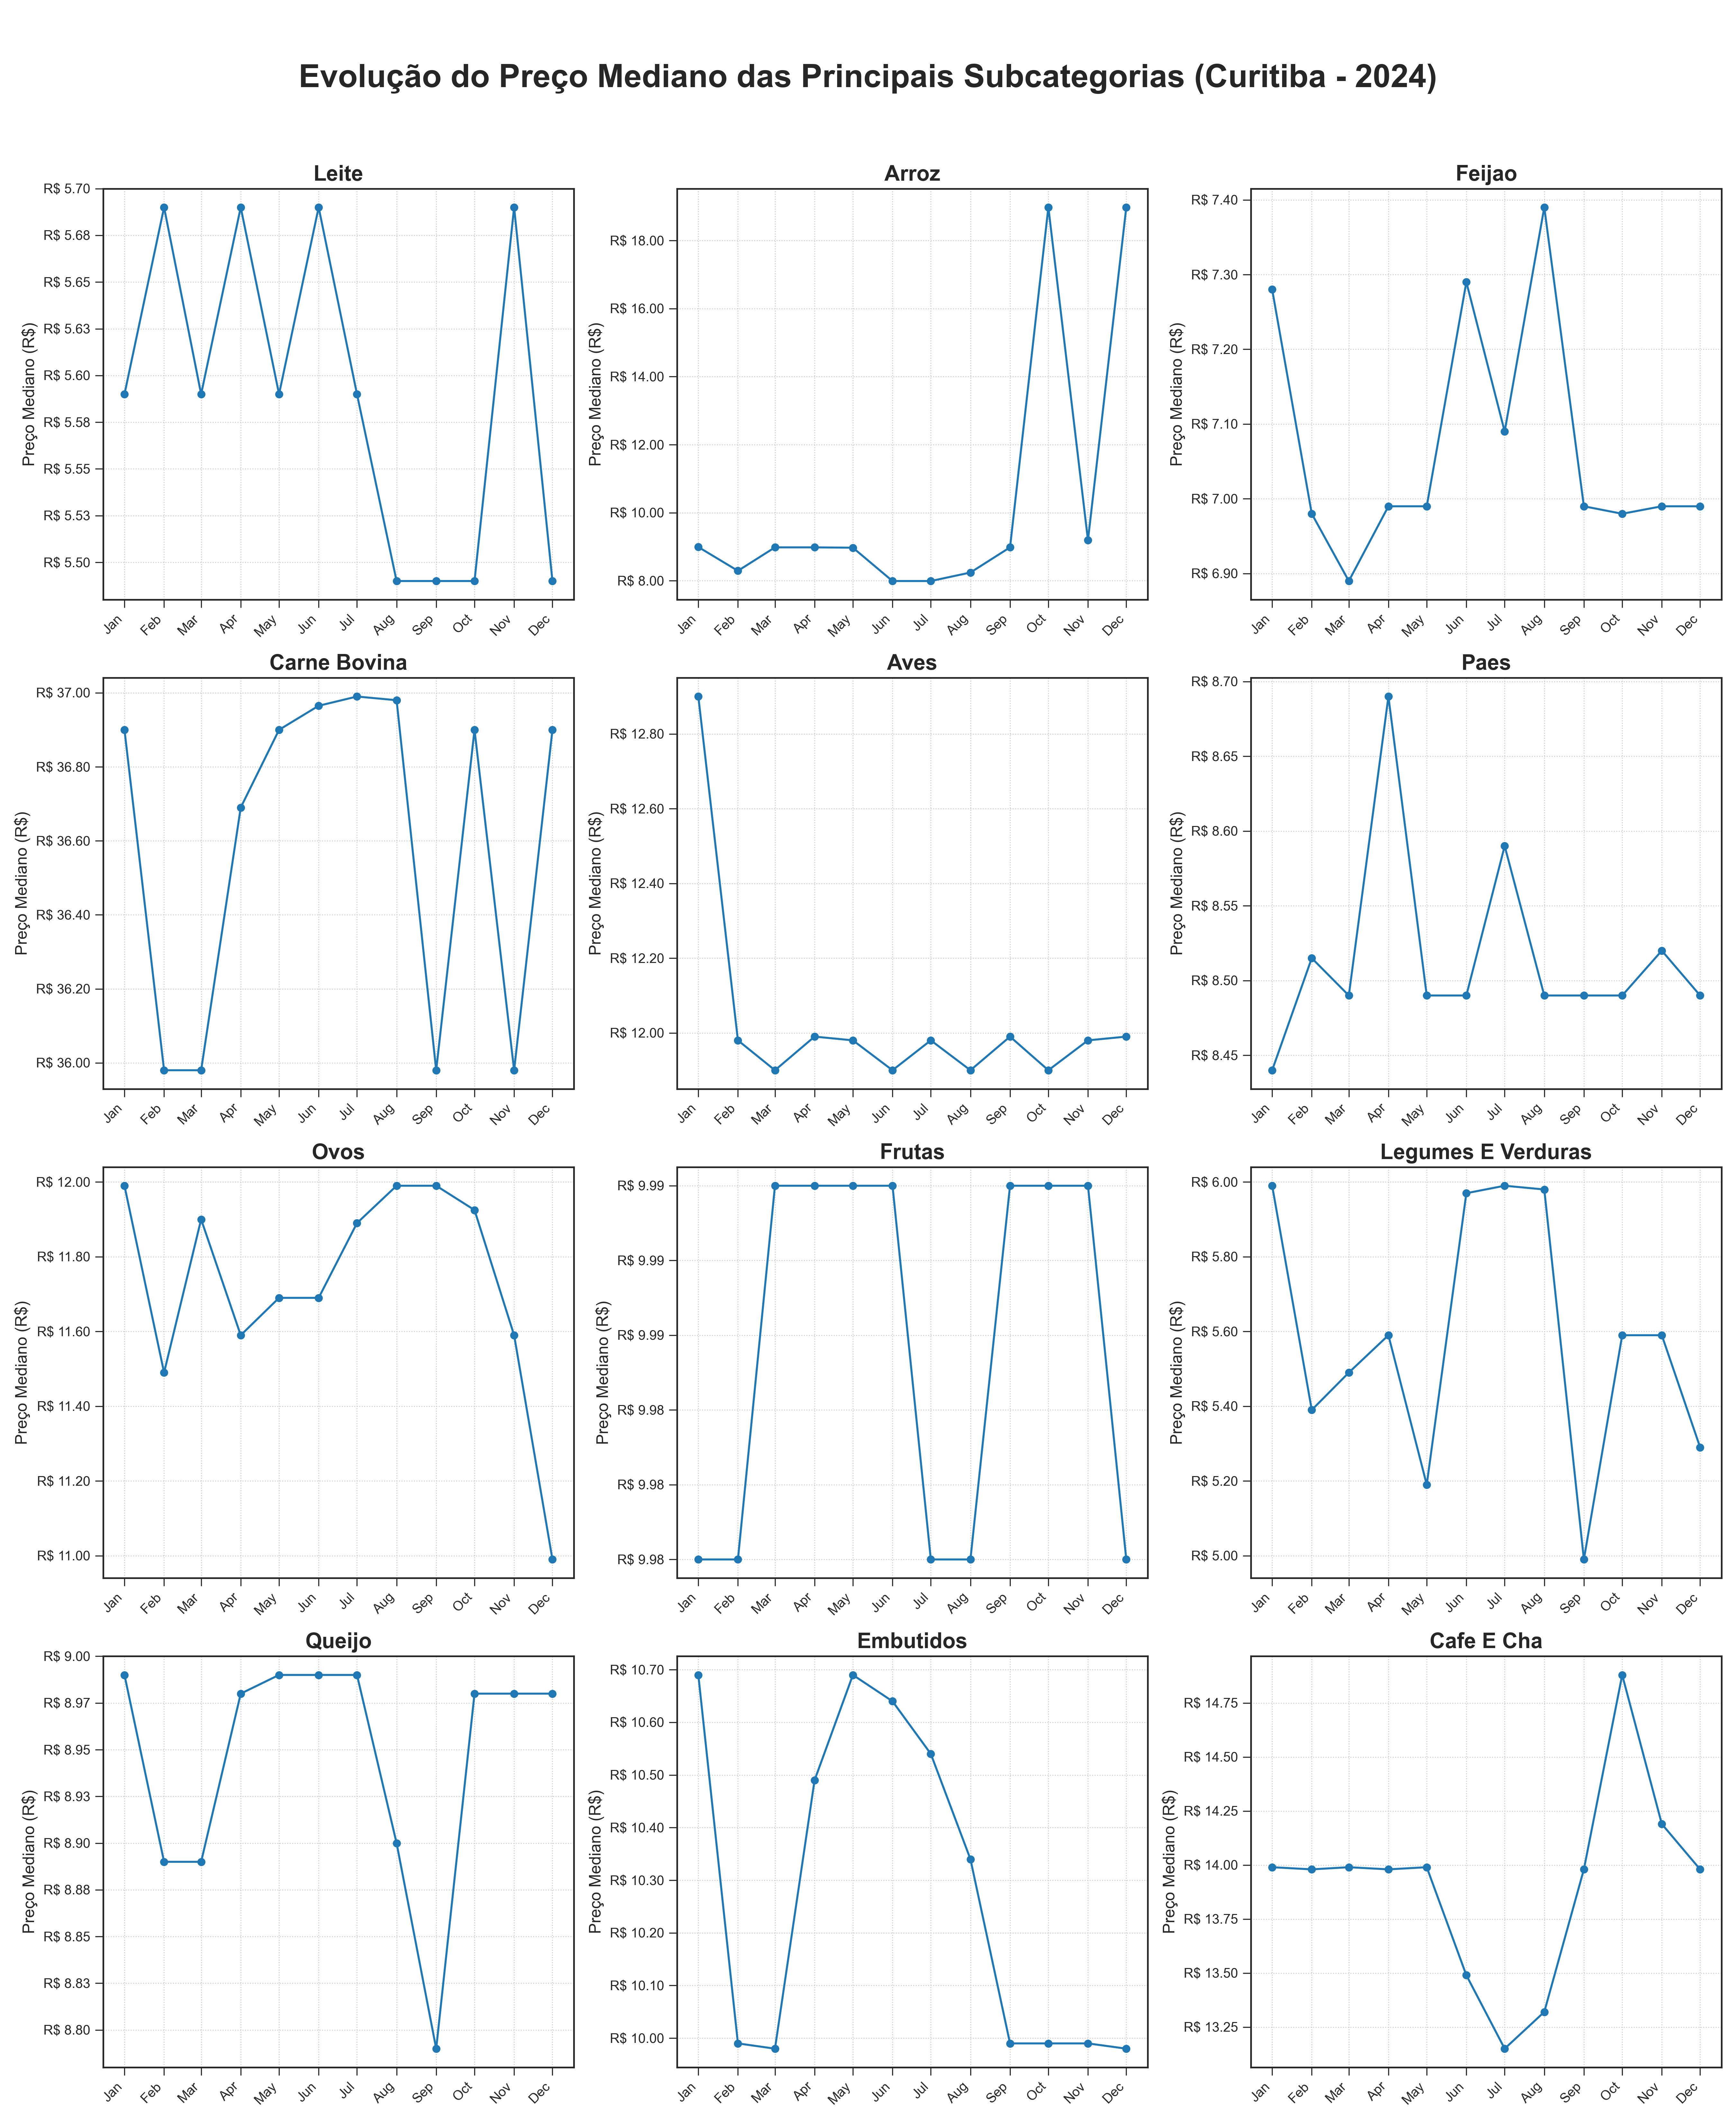 Evolução do Preço Mediano das Principais Subcategorias (Curitiba - 2024)
Leite
Preço Mediano (R$)
R$ 5.70
R$ 5.68
R$ 5.65
R$ 5.63
R$ 5.60
R$ 5.58
R$ 5.55
R$ 5.53
R$ 5.50
Jan Feb Mar Apr May Jun Jul Aug Sep Oct Nov Dec
Arroz
Preço Mediano (R$)
R$ 18.00
R$ 16.00
R$ 14.00
R$ 12.00
R$ 10.00
R$ 8.00
Jan Feb Mar Apr May Jun Jul Aug Sep Oct Nov Dec
Feijao
Preço Mediano (R$)
R$ 7.40
R$ 7.30
R$ 7.20
R$ 7.10
R$ 7.00
R$ 6.90
Jan Feb Mar Apr May Jun Jul Aug Sep Oct Nov Dec
Carne Bovina
Preço Mediano (R$)
R$ 37.00
R$ 36.80
R$ 36.60
R$ 36.40
R$ 36.20
R$ 36.00
Jan Feb Mar Apr May Jun Jul Aug Sep Oct Nov Dec
Aves
Preço Mediano (R$)
R$ 12.80
R$ 12.60
R$ 12.40
R$ 12.20
R$ 12.00
Jan Feb Mar Apr May Jun Jul Aug Sep Oct Nov Dec
Paes
Preço Mediano (R$)
R$ 8.70
R$ 8.65
R$ 8.60
R$ 8.55
R$ 8.50
R$ 8.45
Jan Feb Mar Apr May Jun Jul Aug Sep Oct Nov Dec
Ovos
Preço Mediano (R$)
R$ 12.00
R$ 11.80
R$ 11.60
R$ 11.40
R$ 11.20
R$ 11.00
Jan Feb Mar Apr May Jun Jul Aug Sep Oct Nov Dec
Frutas
Preço Mediano (R$)
R$ 9.99
R$ 9.99
R$ 9.99
R$ 9.98
R$ 9.98
R$ 9.98
Jan Feb Mar Apr May Jun Jul Aug Sep Oct Nov Dec
Legumes E Verduras
Preço Mediano (R$)
R$ 6.00
R$ 5.80
R$ 5.60
R$ 5.40
R$ 5.20
R$ 5.00
Jan Feb Mar Apr May Jun Jul Aug Sep Oct Nov Dec
Queijo
Preço Mediano (R$)
R$ 9.00
R$ 8.97
R$ 8.95
R$ 8.93
R$ 8.90
R$ 8.88
R$ 8.85
R$ 8.83
R$ 8.80
Jan Feb Mar Apr May Jun Jul Aug Sep Oct Nov Dec
Embutidos
Preço Mediano (R$)
R$ 10.70
R$ 10.60
R$ 10.50
R$ 10.40
R$ 10.30
R$ 10.20
R$ 10.10
R$ 10.00
Jan Feb Mar Apr May Jun Jul Aug Sep Oct Nov Dec
Cafe E Cha
Preço Mediano (R$)
R$ 14.75
R$ 14.50
R$ 14.25
R$ 14.00
R$ 13.75
R$ 13.50
R$ 13.25
Jan Feb Mar Apr May Jun Jul Aug Sep Oct Nov Dec